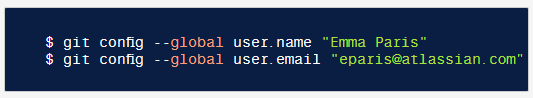 $ git config --global user.name "Emma Paris"
$ git config --global user.email "eparis@atlassian.com"